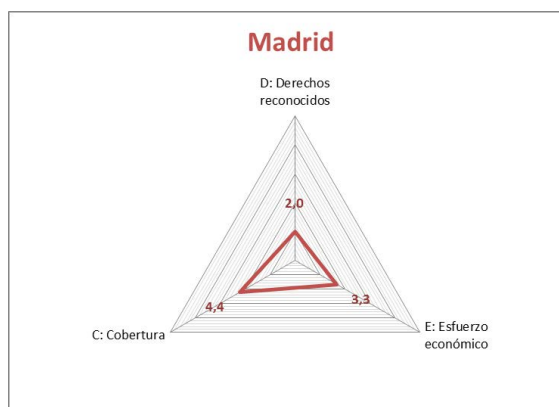 Madrid
D: Derechos
reconocidos
2,0
4,4
3,3
C: Cobertura
E: Esfuerzo
económico